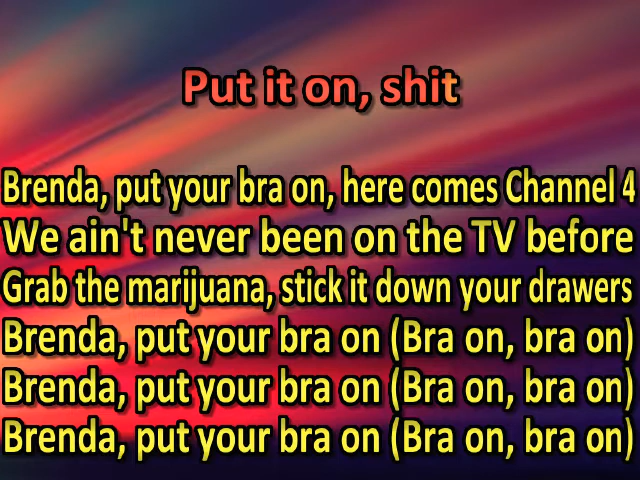 Put it on, shit
Brenda, put your bra on, here comes Channel 4
We ain't never been on the TV before
Grab the marijuana, stick it down your drawers
Brenda, put your bra on (Bra on, bra on)
Brenda, put your bra on (Bra on, bra on)
Brenda, put your bra on (Bra on, bra on)